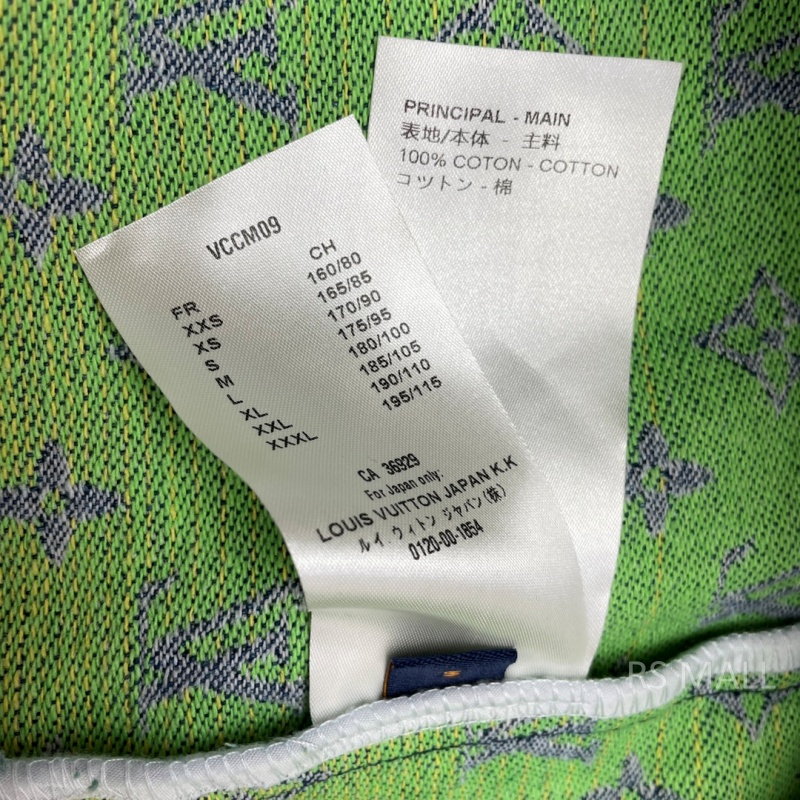 PRINCIPAL - MAIN
表地/本体 - 主料
100% COTON - COTTON
コットン - 棉
VCCM09
FR CH
XXS 160/80
XS 165/85
S 170/90
M 175/95
L 180/100
XL 185/105
XXL 190/110
XXXL 195/115
CA 36929
For Japan only:
LOUIS VUITTON JAPAN K.K
ルイ ヴィトン ジャパン(株)
0120-00-1854
S
RS MALL